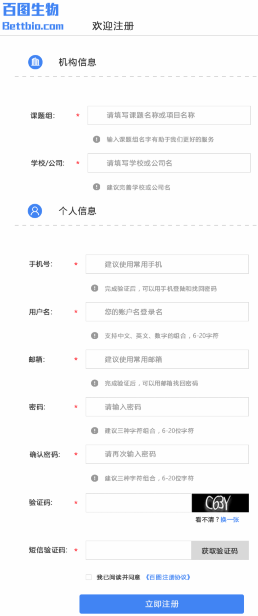 百图生物
Bettbio.com
欢迎注册
机构信息
课题组: * 请填写课题名称或项目名称
输入课题组名字有助于我们更好的服务
学校/公司: * 请填写学校或公司名
建议完善学校或公司名
个人信息
手机号: * 建议使用常用手机
完成验证后，可以用手机登陆和找回密码
用户名: * 您的账户名登录名
支持中文、英文、数字的组合，6-20字符
邮箱: * 建议使用常用邮箱
完成验证后，可以用邮箱找回密码
密码: * 请输入密码
建议三种字符组合，6-20位字符
确认密码: * 请再次输入密码
建议三种字符组合，6-20位字符
验证码: *
看不清？换一张
短信验证码: * 获取验证码
我已阅读并同意 《百图注册协议》
立即注册